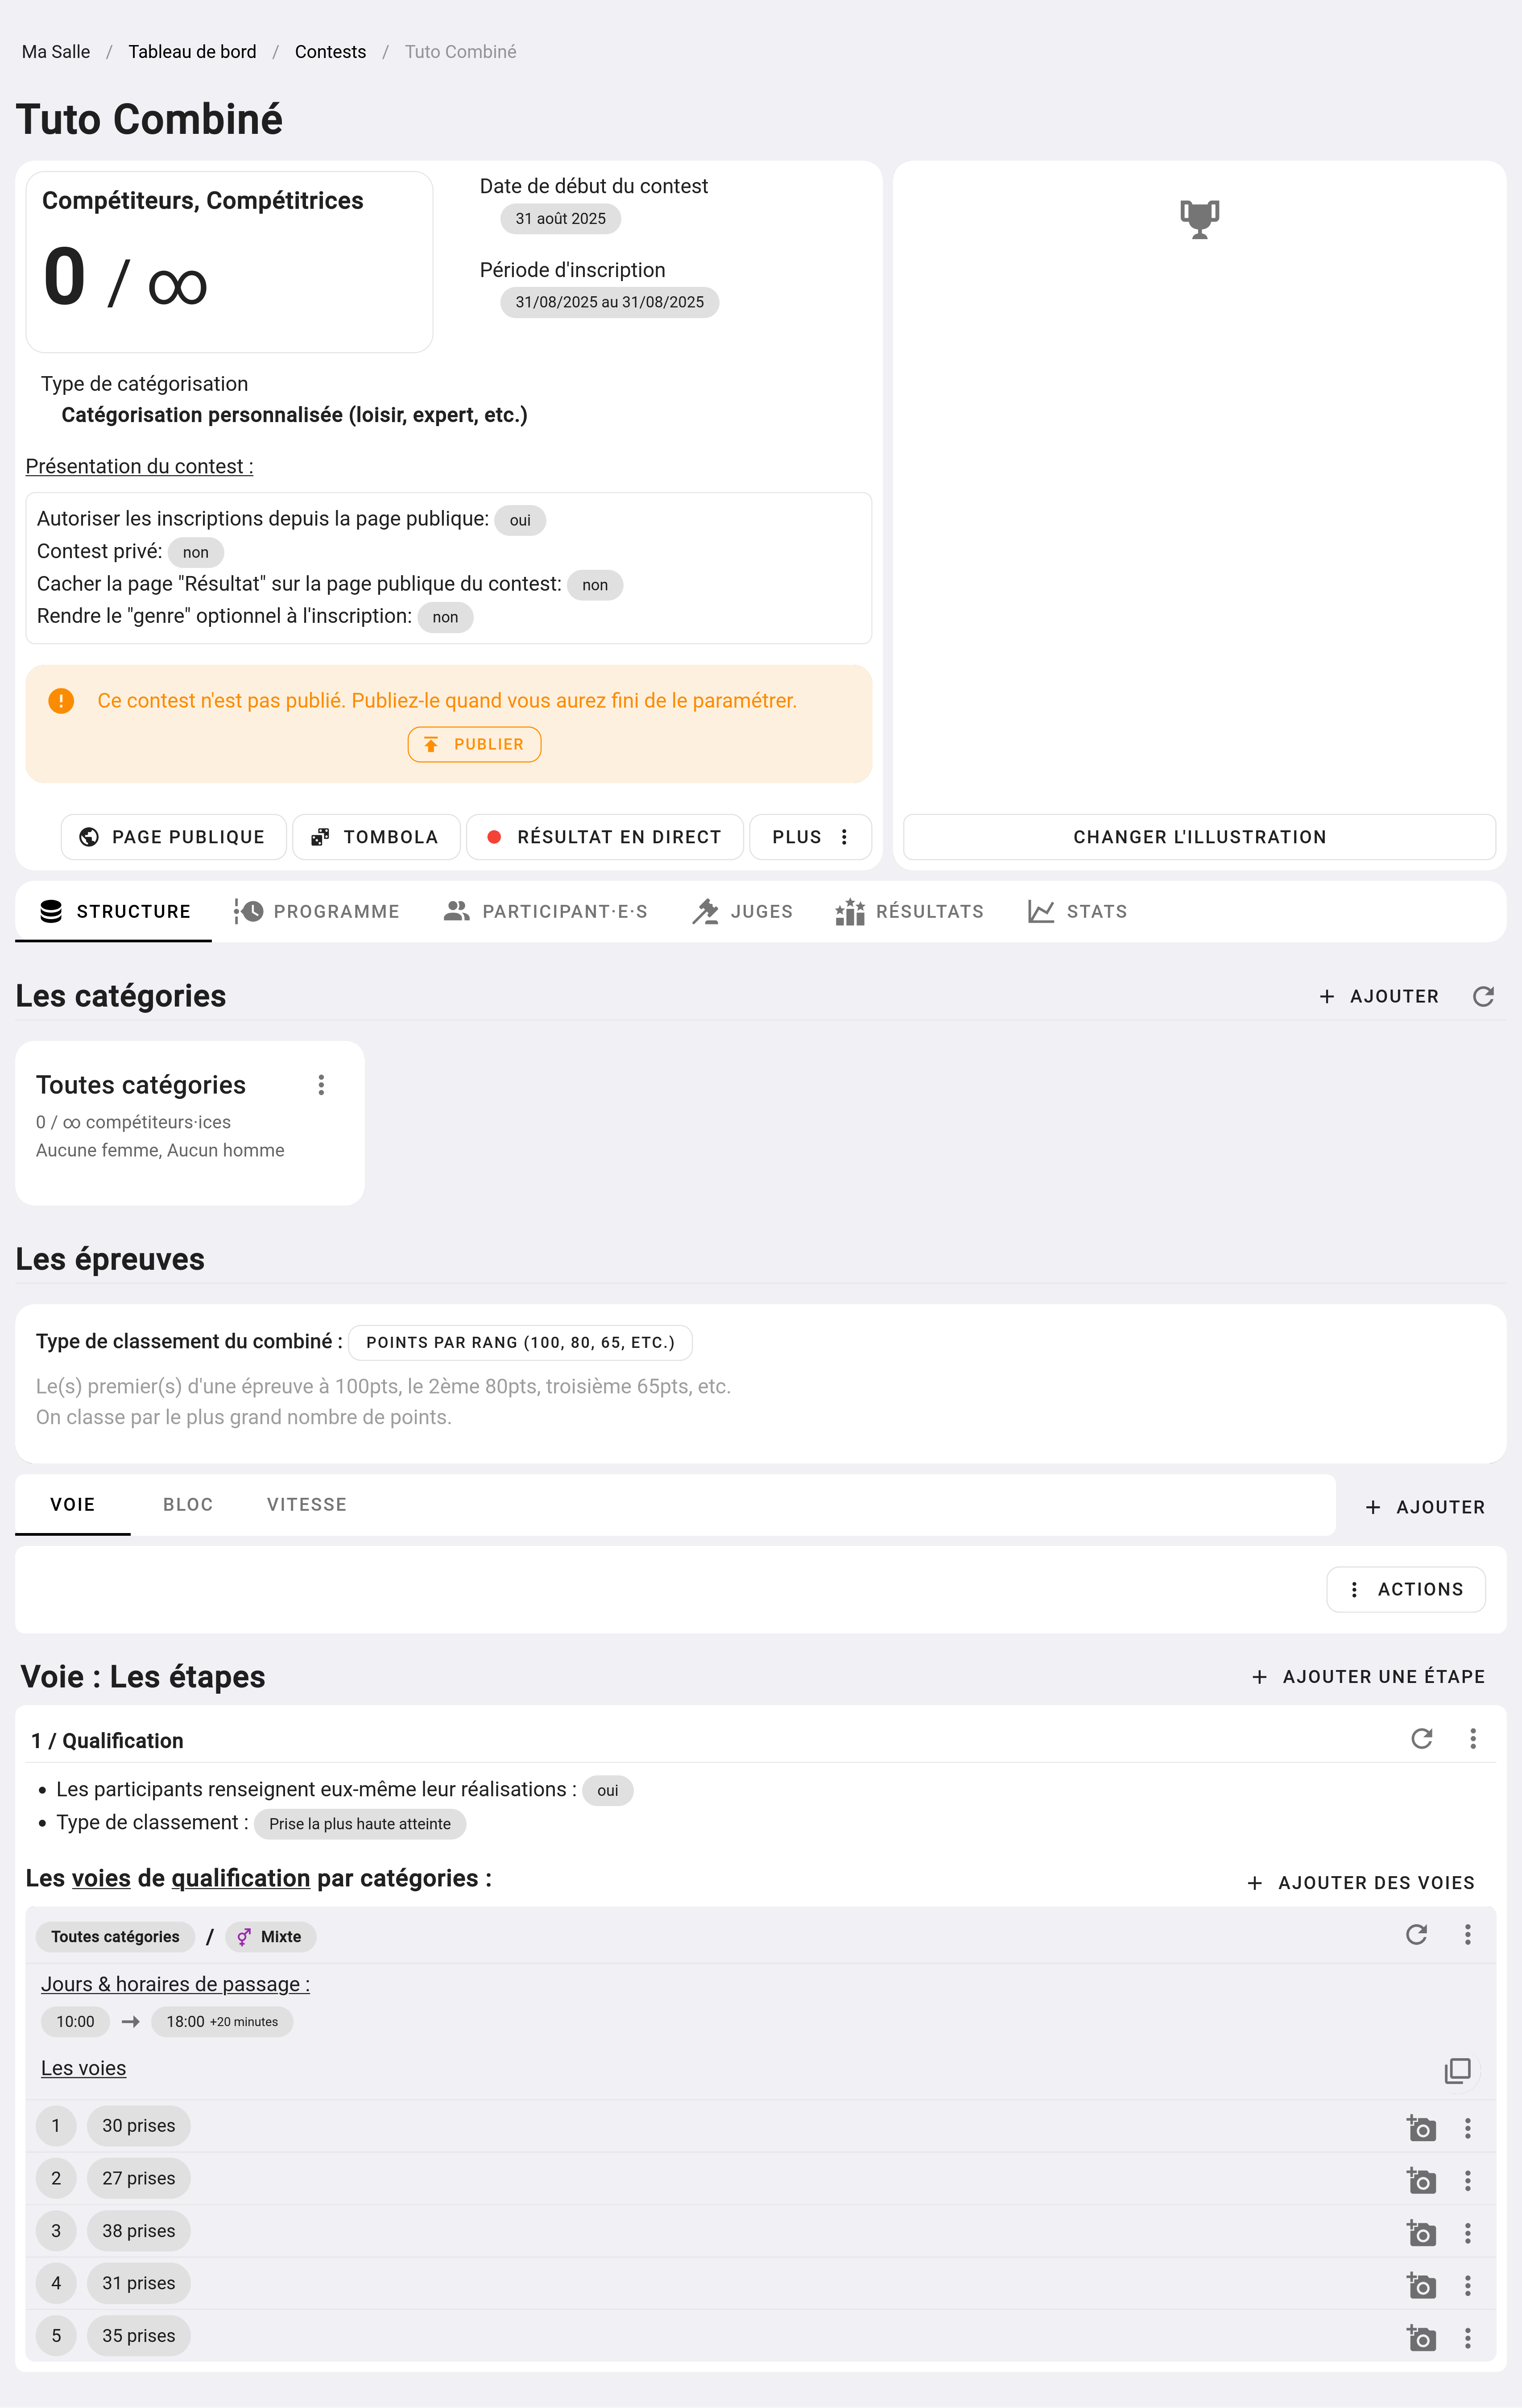 Ma Salle / Tableau de bord / Contests / Tuto Combiné
Tuto Combiné
Compétiteurs, Compétitrices
0 / ∞
Date de début du contest
31 août 2025
Période d'inscription
31/08/2025 au 31/08/2025
Type de catégorisation
Catégorisation personnalisée (loisir, expert, etc.)
Présentation du contest :
Autoriser les inscriptions depuis la page publique: oui
Contest privé: non
Cacher la page "Résultat" sur la page publique du contest: non
Rendre le "genre" optionnel à l'inscription: non
Ce contest n'est pas publié. Publiez-le quand vous aurez fini de le paramétrer.
PUBLIER
PAGE PUBLIQUE TOMBOLA RÉSULTAT EN DIRECT PLUS
CHANGER L'ILLUSTRATION
STRUCTURE PROGRAMME PARTICIPANT·E·S JUGES RÉSULTATS STATS
Les catégories
+ AJOUTER
Toutes catégories
0 / ∞ compétiteurs·ices
Aucune femme, Aucun homme
Les épreuves
Type de classement du combiné : POINTS PAR RANG (100, 80, 65, ETC.)
Le(s) premier(s) d'une épreuve à 100pts, le 2ème 80pts, troisième 65pts, etc.
On classe par le plus grand nombre de points.
VOIE BLOC VITESSE
+ AJOUTER
ACTIONS
Voie : Les étapes
+ AJOUTER UNE ÉTAPE
1 / Qualification
• Les participants renseignent eux-même leur réalisations : oui
• Type de classement : Prise la plus haute atteinte
Les voies de qualification par catégories :
+ AJOUTER DES VOIES
Toutes catégories / Mixte
Jours & horaires de passage :
10:00 → 18:00 +20 minutes
Les voies
1 30 prises
2 27 prises
3 38 prises
4 31 prises
5 35 prises